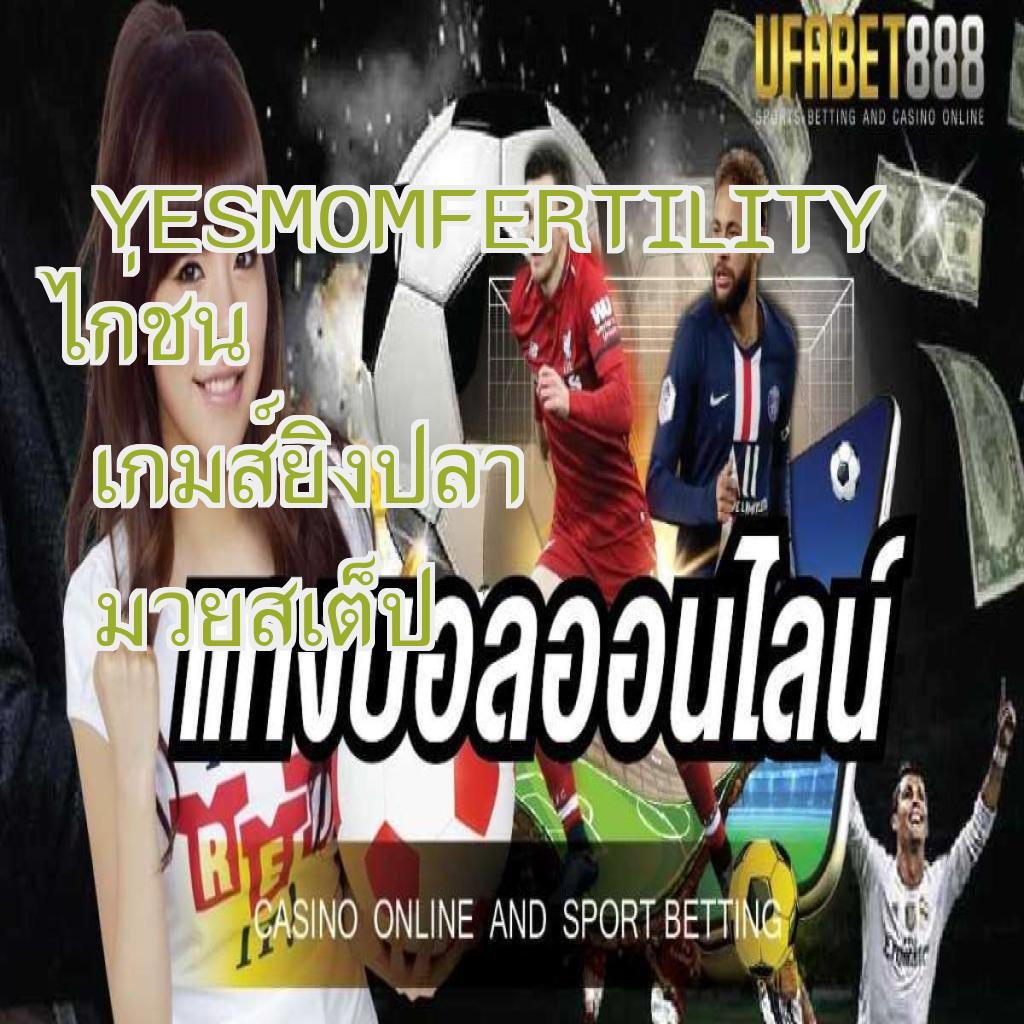 UFABET888
SPORTS BETTING AND CASINO ONLINE
YESMOMFERTILITY
ไก่ชน
เกมส์ยิงปลา
มวยสเต็ป
แทงบอลออนไลน์
CASINO ONLINE AND SPORT BETTING